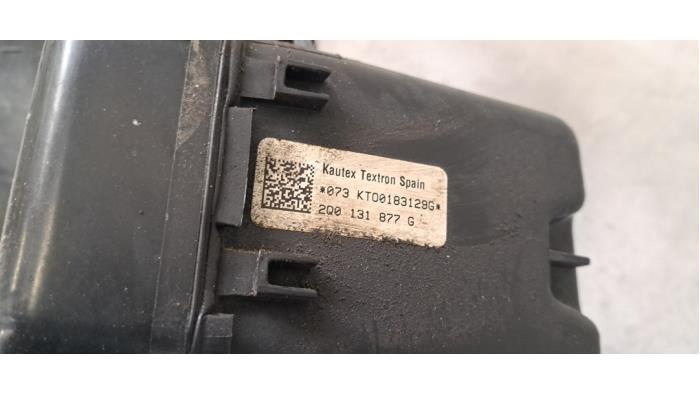 Kautex Textron Spain
*073 KT00183129G*
2Q0 131 877 G